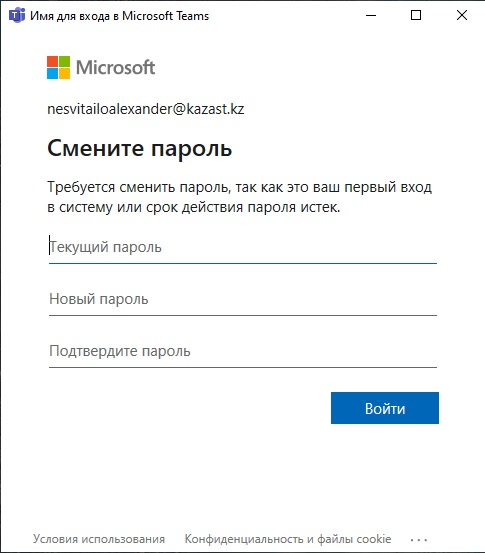 Имя для входа в Microsoft Teams
Microsoft
nesvitailoalexander@kazast.kz
Смените пароль
Требуется сменить пароль, так как это ваш первый вход
в систему или срок действия пароля истек.
Текущий пароль
Новый пароль
Подтвердите пароль
Войти
Условия использования Конфиденциальность и файлы cookie ...